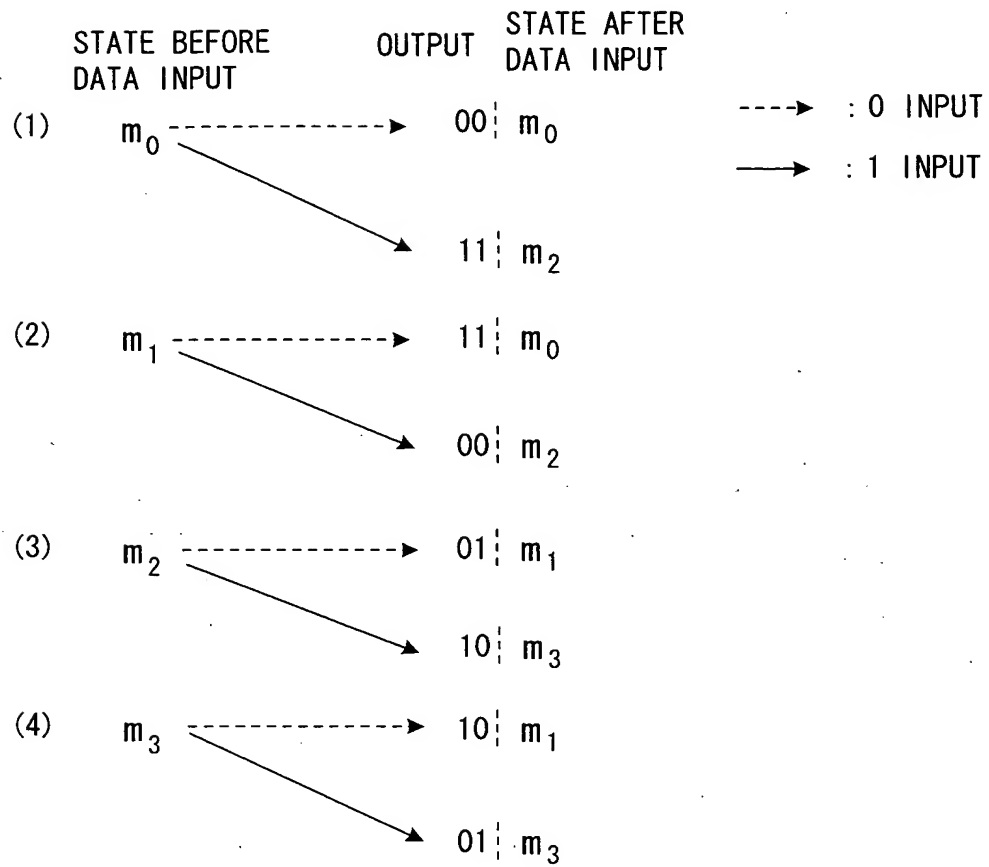 STATE BEFORE DATA INPUT
OUTPUT
STATE AFTER DATA INPUT
(1) m0 00 m0
11 m2
(2) m1 11 m0
00 m2
(3) m2 01 m1
10 m3
(4) m3 10 m1
01 m3
: 0 INPUT
: 1 INPUT